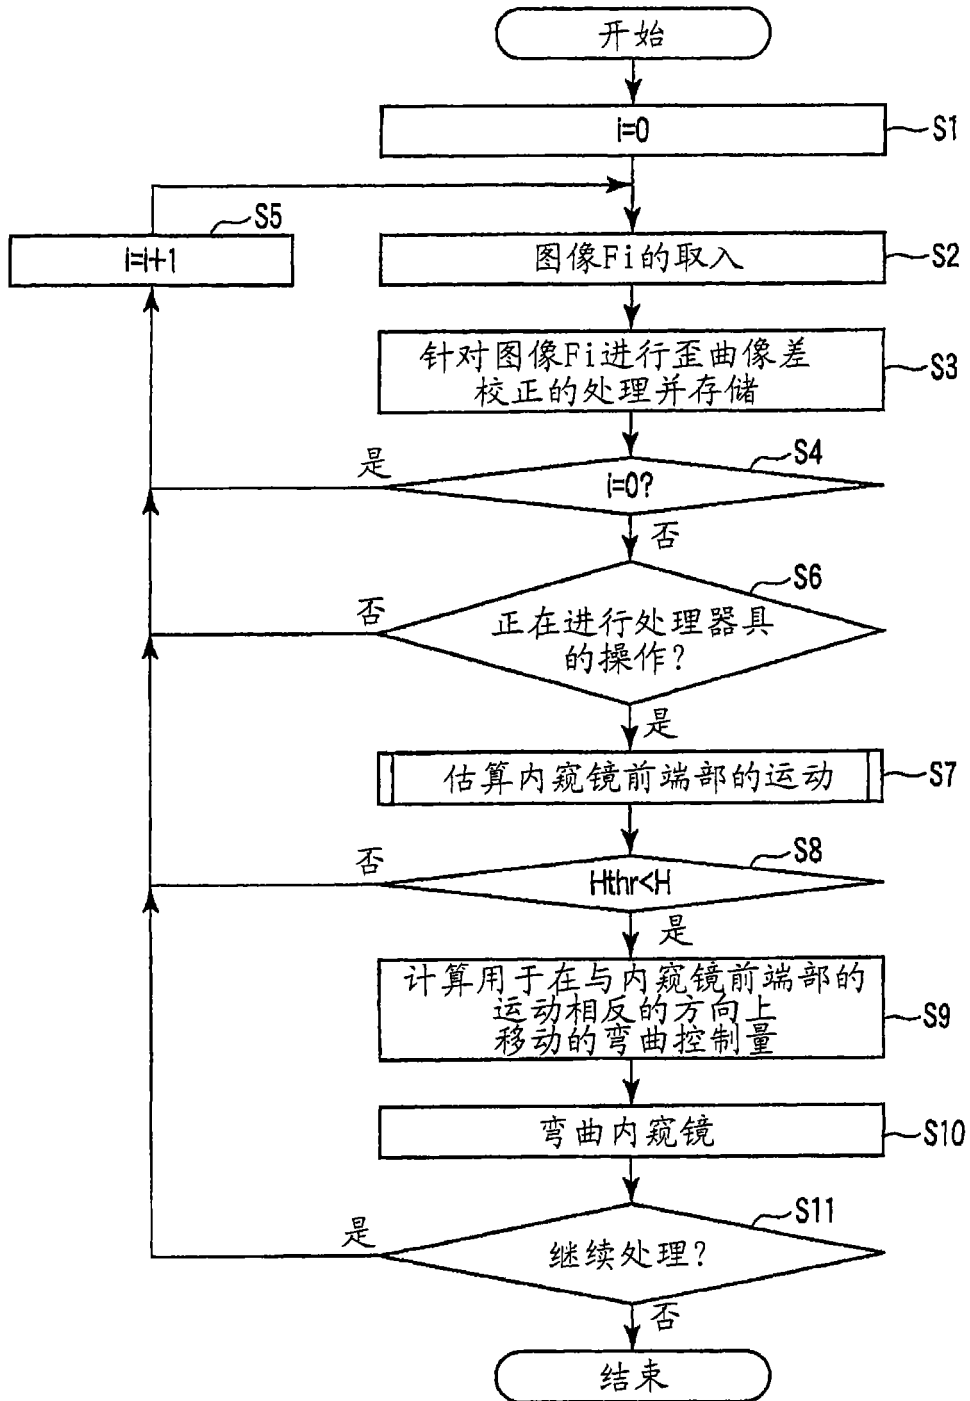 开始
i=0
S1
S5
i=i+1
图像Fi的取入
S2
针对图像Fi进行歪曲像差
校正的处理并存储
S3
是
S4
i=0?
否
S6
否
正在进行处理器具
的操作?
是
估算内窥镜前端部的运动
S7
否
S8
Hthr<H
是
计算用于在与内窥镜前端部的
运动相反的方向上
移动的弯曲控制量
S9
弯曲内窥镜
S10
是
S11
继续处理?
否
结束